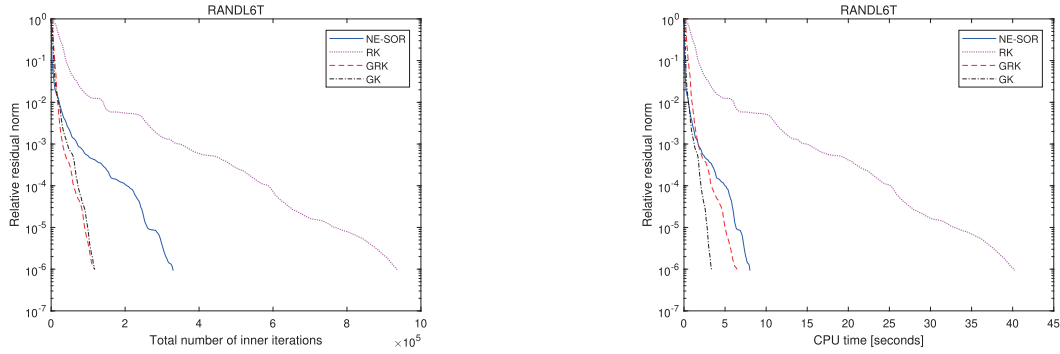 RANDL6T
10^0
10^-1
10^-2
10^-3
10^-4
10^-5
10^-6
10^-7
Relative residual norm
NE-SOR
RK
GRK
GK
0 2 4 6 8 10
Total number of inner iterations ×10^5
RANDL6T
10^0
10^-1
10^-2
10^-3
10^-4
10^-5
10^-6
10^-7
Relative residual norm
NE-SOR
RK
GRK
GK
0 5 10 15 20 25 30 35 40 45
CPU time [seconds]